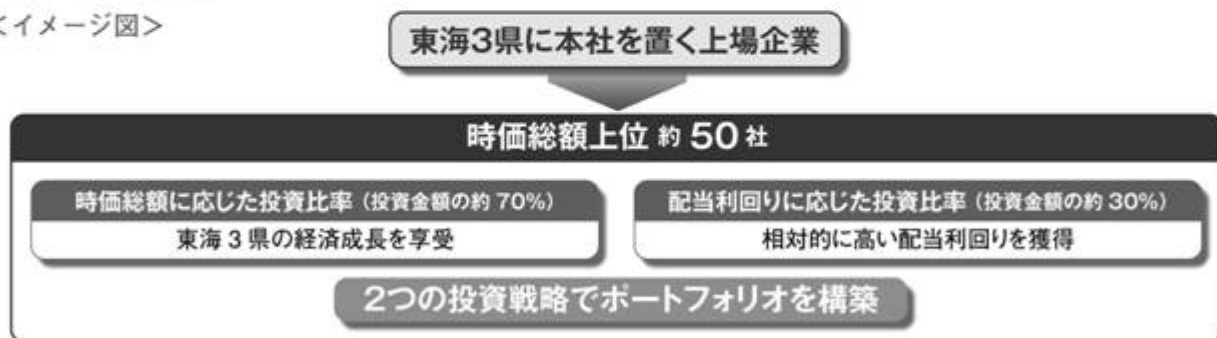 <イメージ図>
東海3県に本社を置く上場企業
時価総額上位 約 50 社
時価総額に応じた投資比率（投資金額の約 70%）
東海 3 県の経済成長を享受
配当利回りに応じた投資比率（投資金額の約 30%）
相対的に高い配当利回りを獲得
2つの投資戦略でポートフォリオを構築